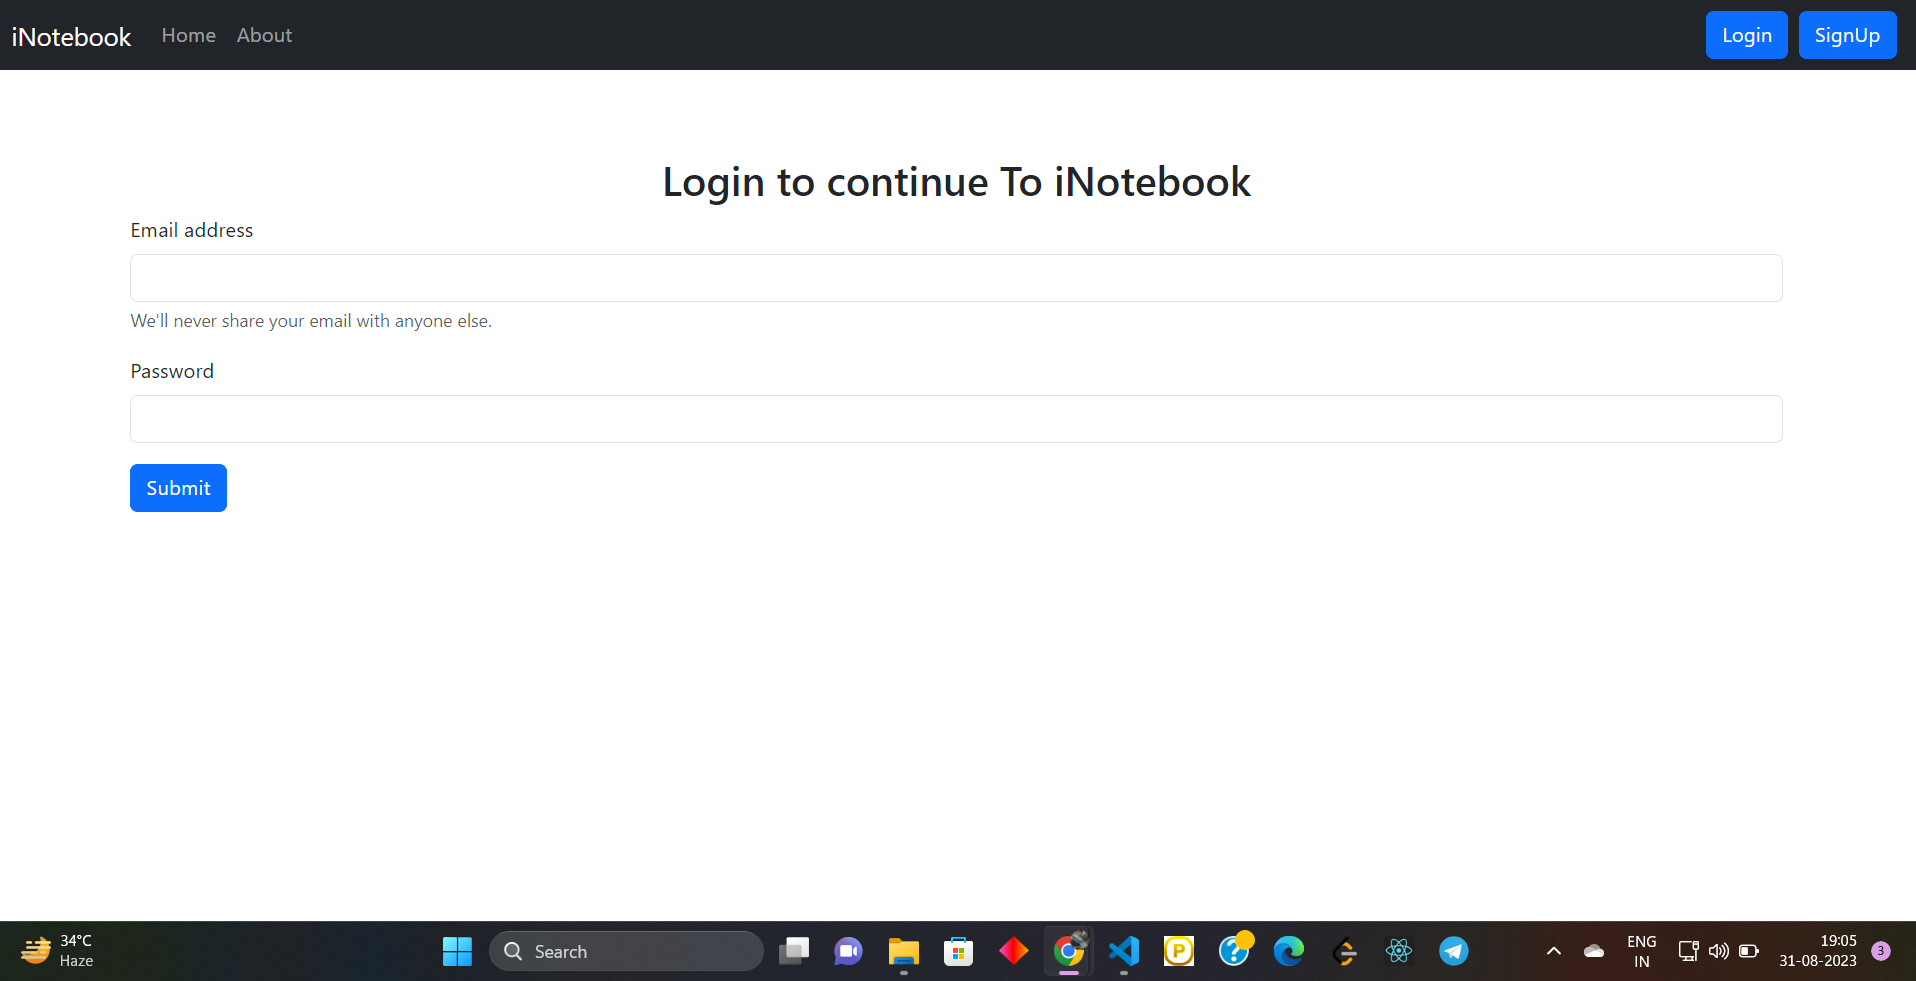 iNotebook Home About Login SignUp
Login to continue To iNotebook
Email address
We'll never share your email with anyone else.
Password
Submit
34°C
Haze
Search
P
?
ENG
IN
19:05
31-08-2023
3